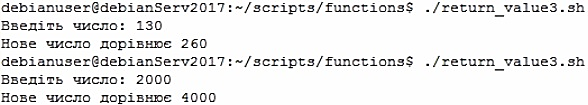 debianuser@debianServ2017:~/scripts/functions$ ./return_value3.sh
Введіть число: 130
Нове число дорівнює 260
debianuser@debianServ2017:~/scripts/functions$ ./return_value3.sh
Введіть число: 2000
Нове число дорівнює 4000